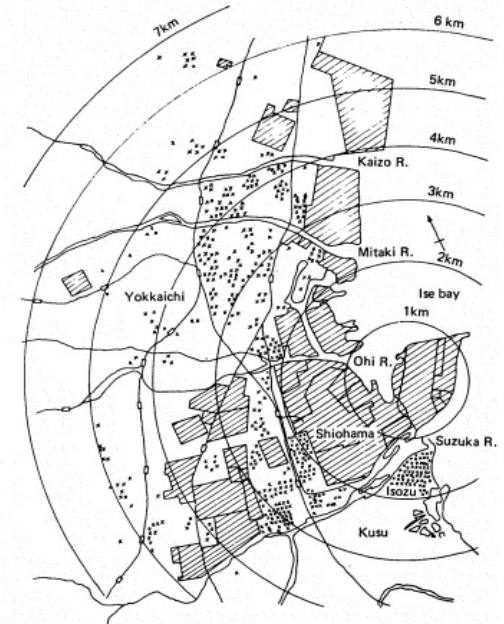 7km
6 km
5km
4km
Kaizo R.
3km
Mitaki R.
2km
Ise bay
Yokkaichi
1km
Ohi R.
Shiohama
Suzuka R.
Isozu
Kusu